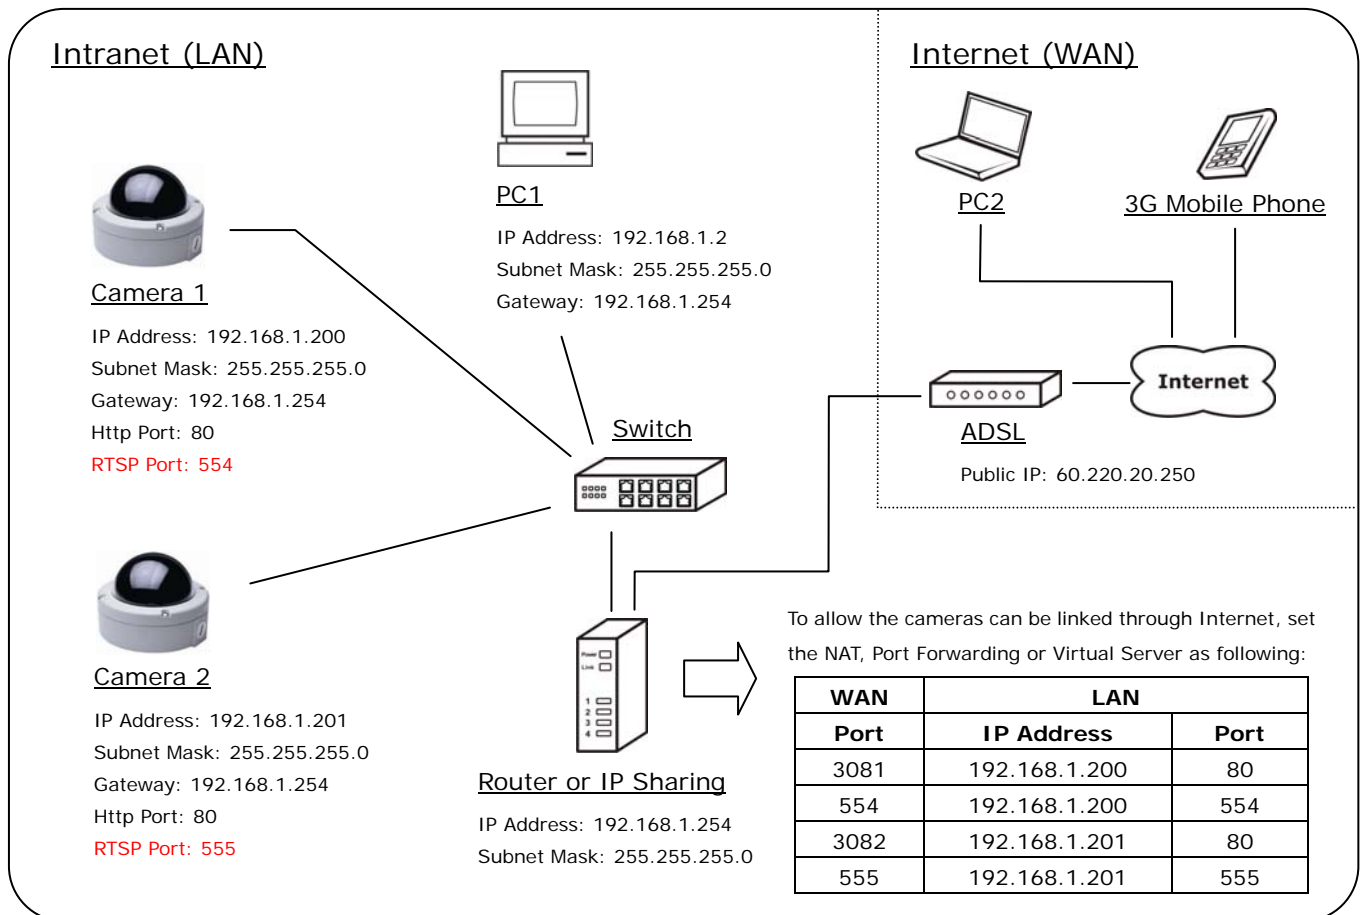 Intranet (LAN)
Internet (WAN)
PC1
IP Address: 192.168.1.2
Subnet Mask: 255.255.255.0
Gateway: 192.168.1.254
PC2
3G Mobile Phone
Camera 1
IP Address: 192.168.1.200
Subnet Mask: 255.255.255.0
Gateway: 192.168.1.254
Http Port: 80
RTSP Port: 554
Switch
Internet
ADSL
Public IP: 60.220.20.250
Camera 2
IP Address: 192.168.1.201
Subnet Mask: 255.255.255.0
Gateway: 192.168.1.254
Http Port: 80
RTSP Port: 555
Power
Link
1
2
3
4
Router or IP Sharing
IP Address: 192.168.1.254
Subnet Mask: 255.255.255.0
To allow the cameras can be linked through Internet, set
the NAT, Port Forwarding or Virtual Server as following:
WAN LAN
Port IP Address Port
3081 192.168.1.200 80
554 192.168.1.200 554
3082 192.168.1.201 80
555 192.168.1.201 555